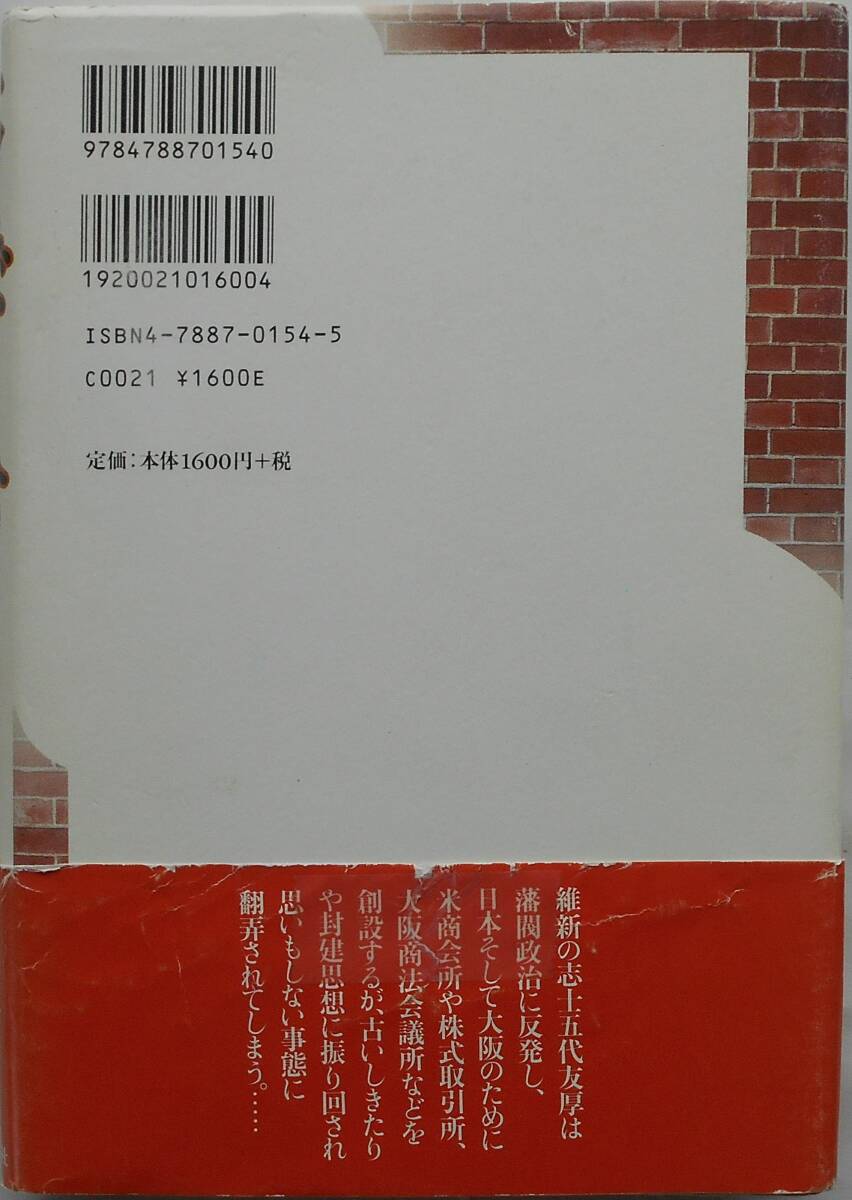 9784788701540
1920021016004
ISBN4-7887-0154-5
C0021 ¥1600E
定価:本体1600円+税
維新の志士五代友厚は
藩閥政治に反発し、
日本そして大阪のために
米商会所や株式取引所、
大阪商法会議所などを
創設するが、古いしきたり
や封建思想に振り回され
思いもしない事態に
翻弄されてしまう。……